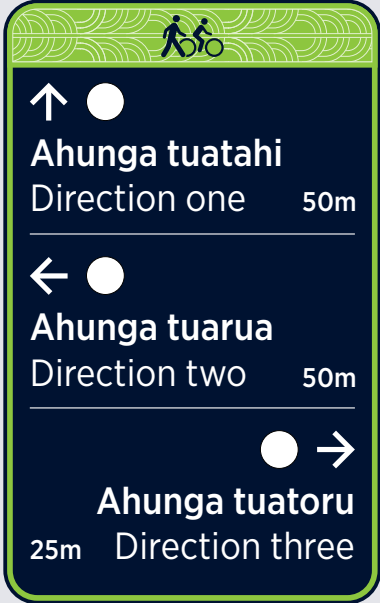 Ahunga tuatahi
Direction one 50m
Ahunga tuarua
Direction two 50m
Ahunga tuatoru
25m Direction three